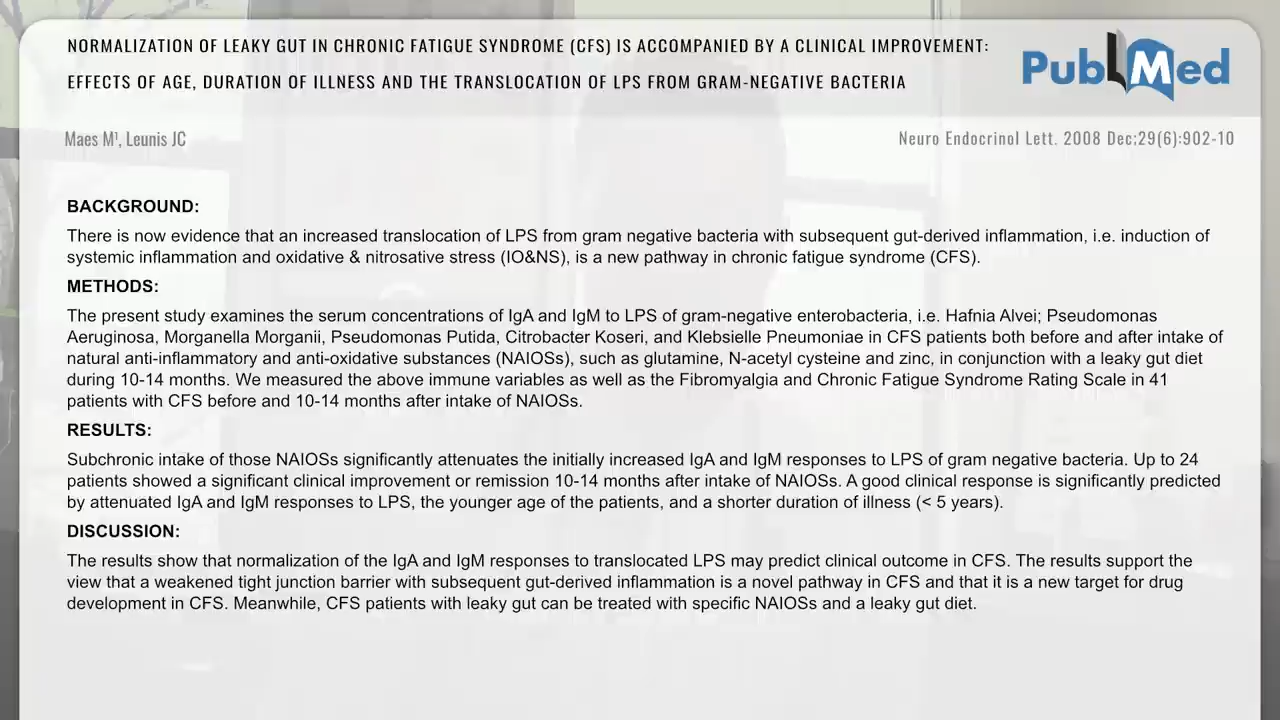 NORMALIZATION OF LEAKY GUT IN CHRONIC FATIGUE SYNDROME (CFS) IS ACCOMPANIED BY A CLINICAL IMPROVEMENT:
EFFECTS OF AGE, DURATION OF ILLNESS AND THE TRANSLOCATION OF LPS FROM GRAM-NEGATIVE BACTERIA
PubMed
Maes M¹, Leunis JC
Neuro Endocrinol Lett. 2008 Dec;29(6):902-10
BACKGROUND:
There is now evidence that an increased translocation of LPS from gram negative bacteria with subsequent gut-derived inflammation, i.e. induction of
systemic inflammation and oxidative & nitrosative stress (IO&NS), is a new pathway in chronic fatigue syndrome (CFS).
METHODS:
The present study examines the serum concentrations of IgA and IgM to LPS of gram-negative enterobacteria, i.e. Hafnia Alvei; Pseudomonas
Aeruginosa, Morganella Morganii, Pseudomonas Putida, Citrobacter Koseri, and Klebsielle Pneumoniae in CFS patients both before and after intake of
natural anti-inflammatory and anti-oxidative substances (NAIOSs), such as glutamine, N-acetyl cysteine and zinc, in conjunction with a leaky gut diet
during 10-14 months. We measured the above immune variables as well as the Fibromyalgia and Chronic Fatigue Syndrome Rating Scale in 41
patients with CFS before and 10-14 months after intake of NAIOSs.
RESULTS:
Subchronic intake of those NAIOSs significantly attenuates the initially increased IgA and IgM responses to LPS of gram negative bacteria. Up to 24
patients showed a significant clinical improvement or remission 10-14 months after intake of NAIOSs. A good clinical response is significantly predicted
by attenuated IgA and IgM responses to LPS, the younger age of the patients, and a shorter duration of illness (< 5 years).
DISCUSSION:
The results show that normalization of the IgA and IgM responses to translocated LPS may predict clinical outcome in CFS. The results support the
view that a weakened tight junction barrier with subsequent gut-derived inflammation is a novel pathway in CFS and that it is a new target for drug
development in CFS. Meanwhile, CFS patients with leaky gut can be treated with specific NAIOSs and a leaky gut diet.